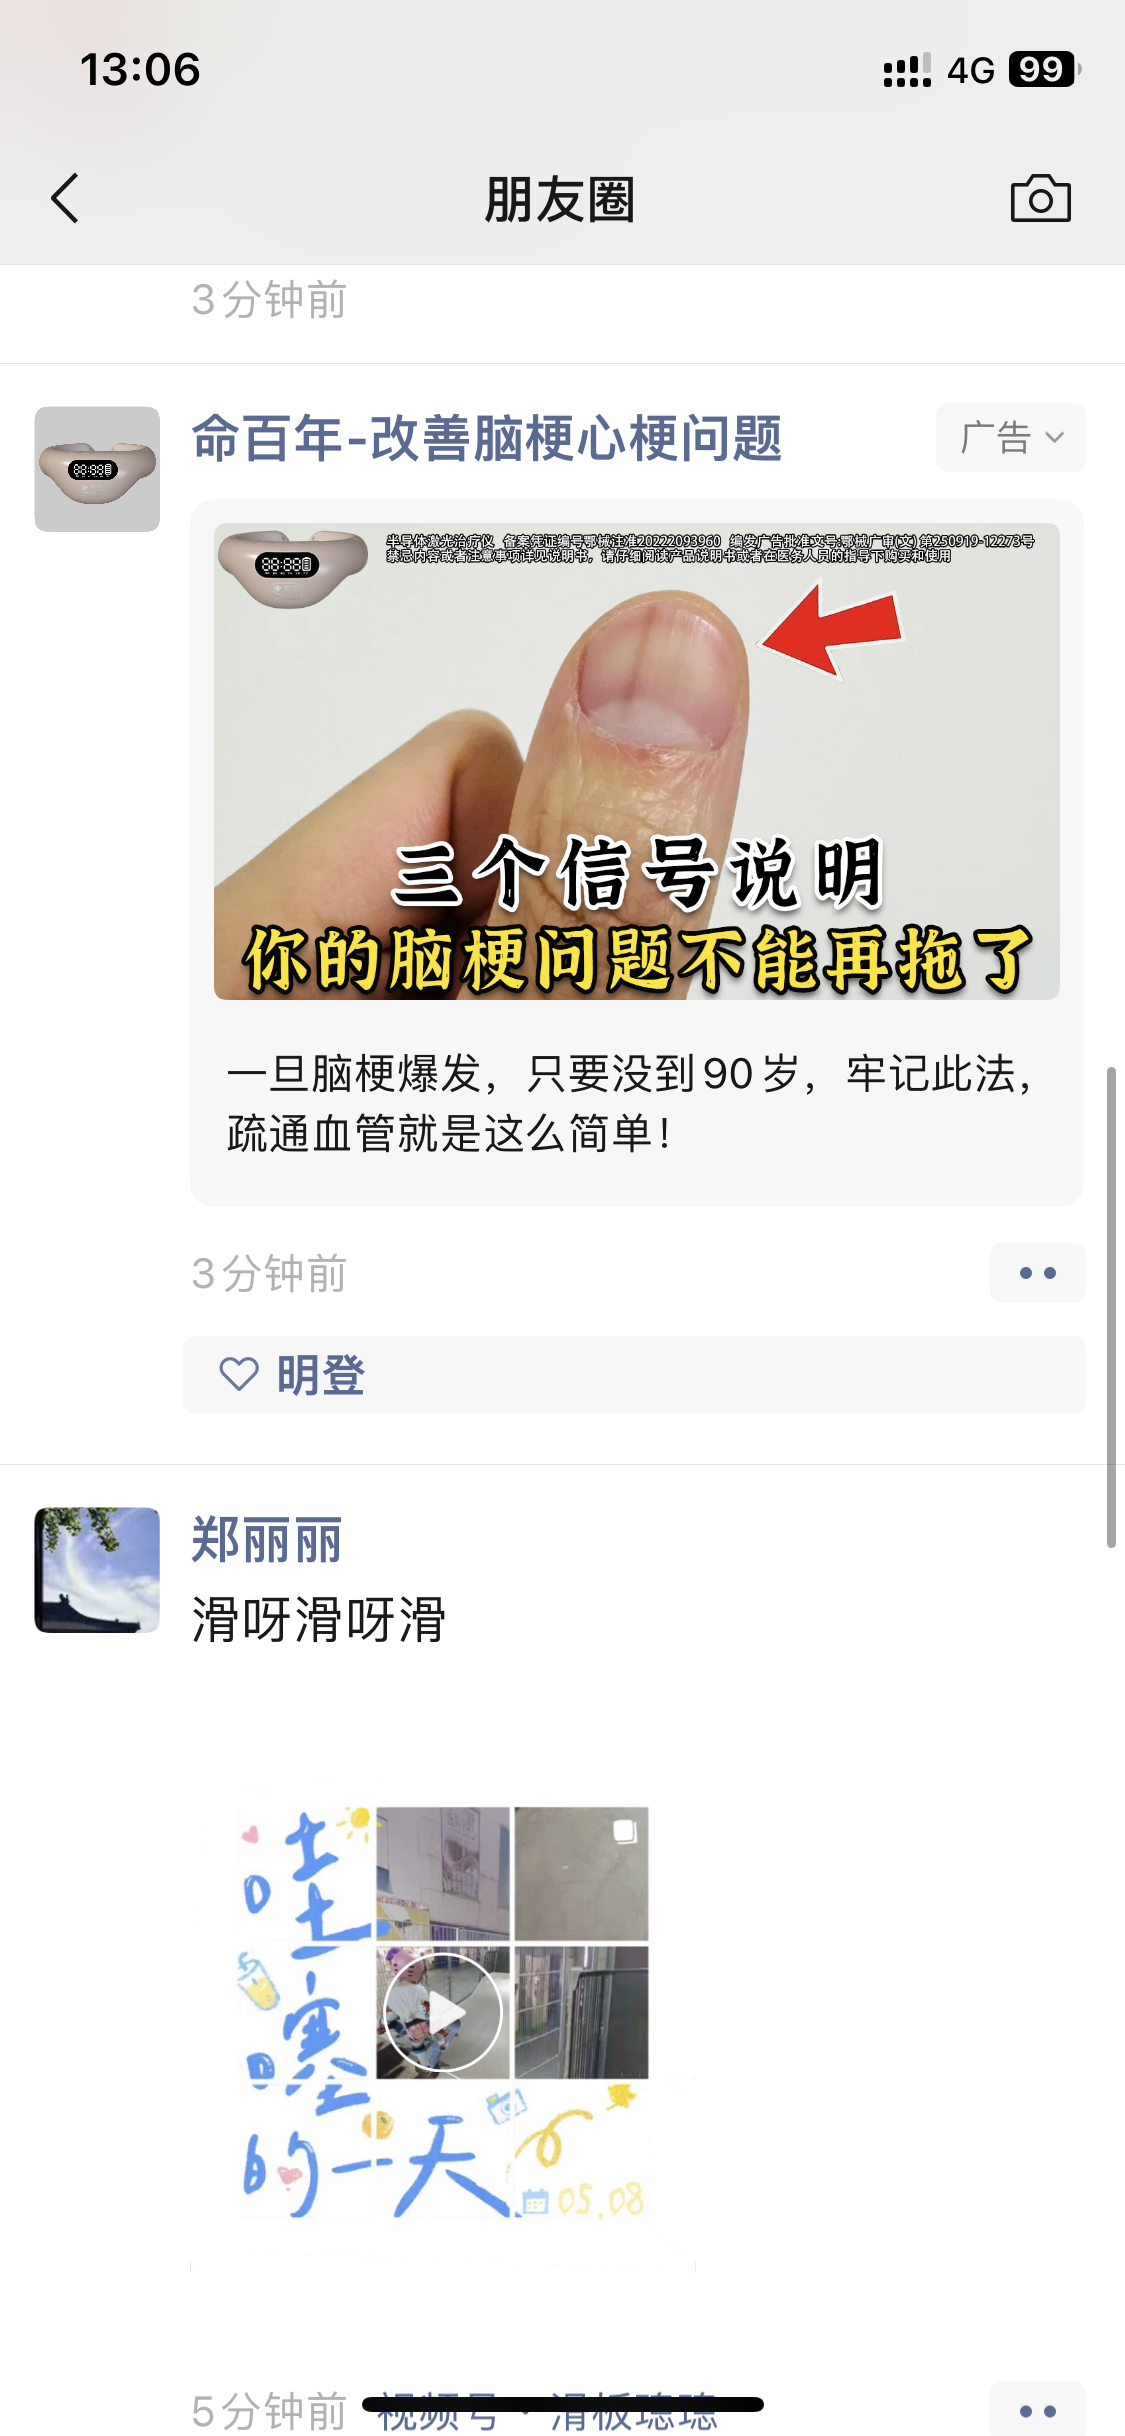 13:06
4G 99
朋友圈
3分钟前
命百年-改善脑梗心梗问题
广告
88:88
88:88
半导体激光治疗仪 备案凭证编号鄂械注准20222093960 编发广告批准文号:鄂械广审(文)第250919-12273号
禁忌内容或者注意事项详见说明书，请仔细阅读产品说明书或者在医务人员的指导下购买和使用
三个信号说明
你的脑梗问题不能再拖了
一旦脑梗爆发，只要没到90岁，牢记此法，
疏通血管就是这么简单！
3分钟前
明登
郑丽丽
滑呀滑呀滑
哇
噻
的一天
05.08
5分钟前 视频号·滑板璁璁